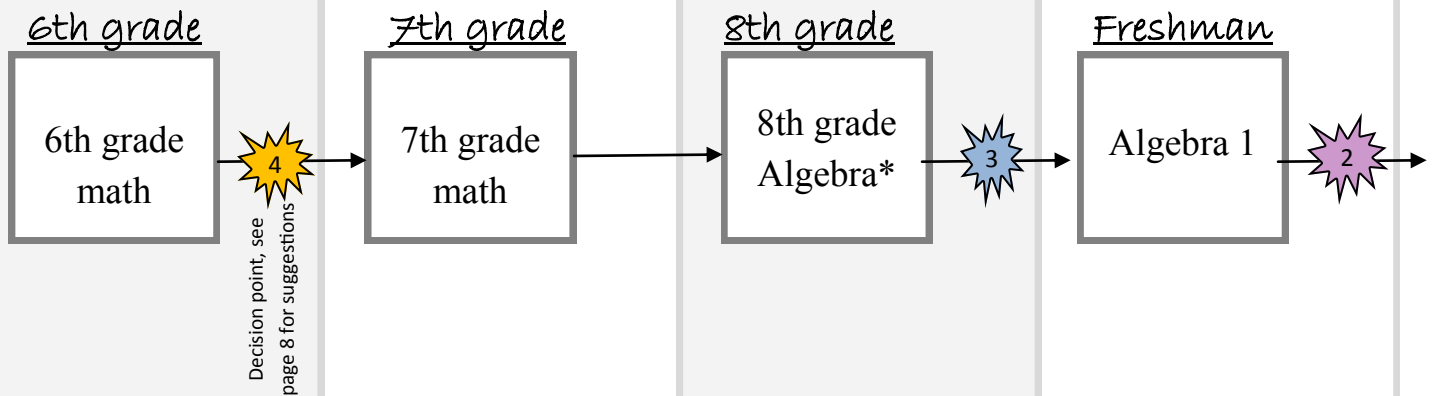 6th grade
7th grade
8th grade
Freshman
6th grade
math
4
7th grade
math
8th grade
Algebra*
3
Algebra 1
2
Decision point, see
page 8 for suggestions